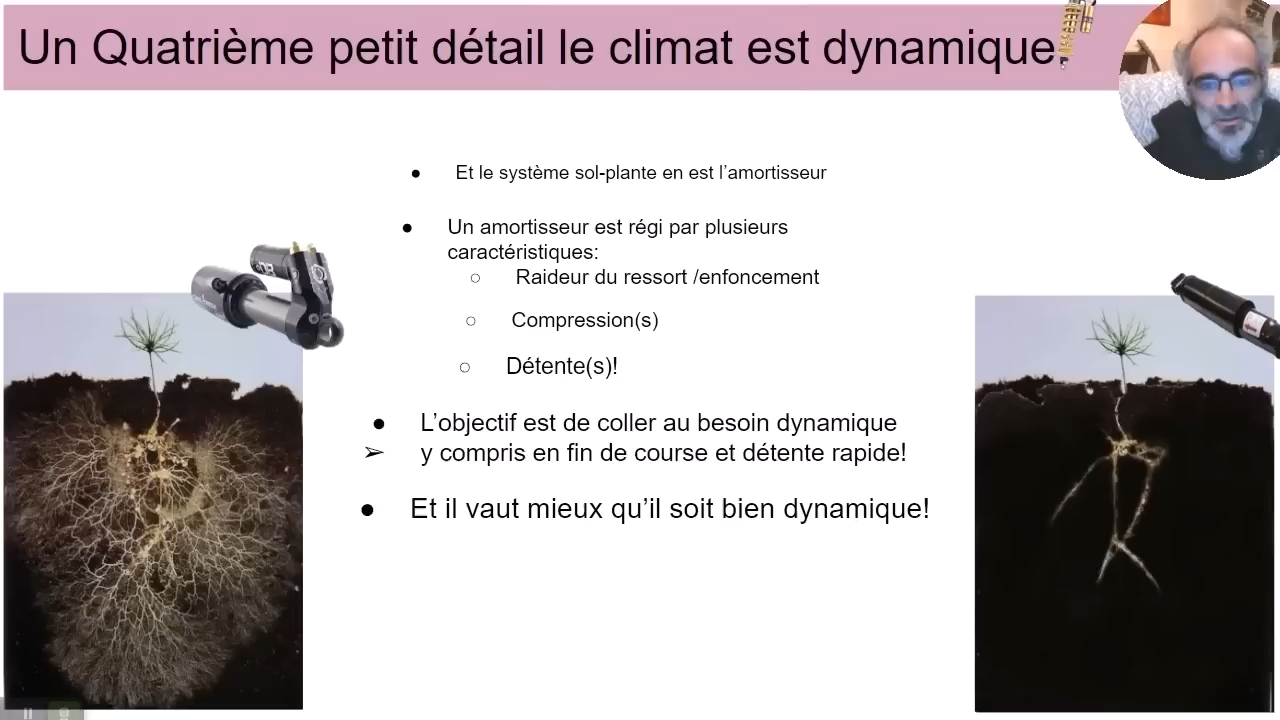 Un Quatrième petit détail le climat est dynamique
● Et le système sol-plante en est l’amortisseur
● Un amortisseur est régi par plusieurs
caractéristiques:
○ Raideur du ressort /enfoncement
○ Compression(s)
○ Détente(s)!
● L’objectif est de coller au besoin dynamique
➢ y compris en fin de course et détente rapide!
● Et il vaut mieux qu’il soit bien dynamique!